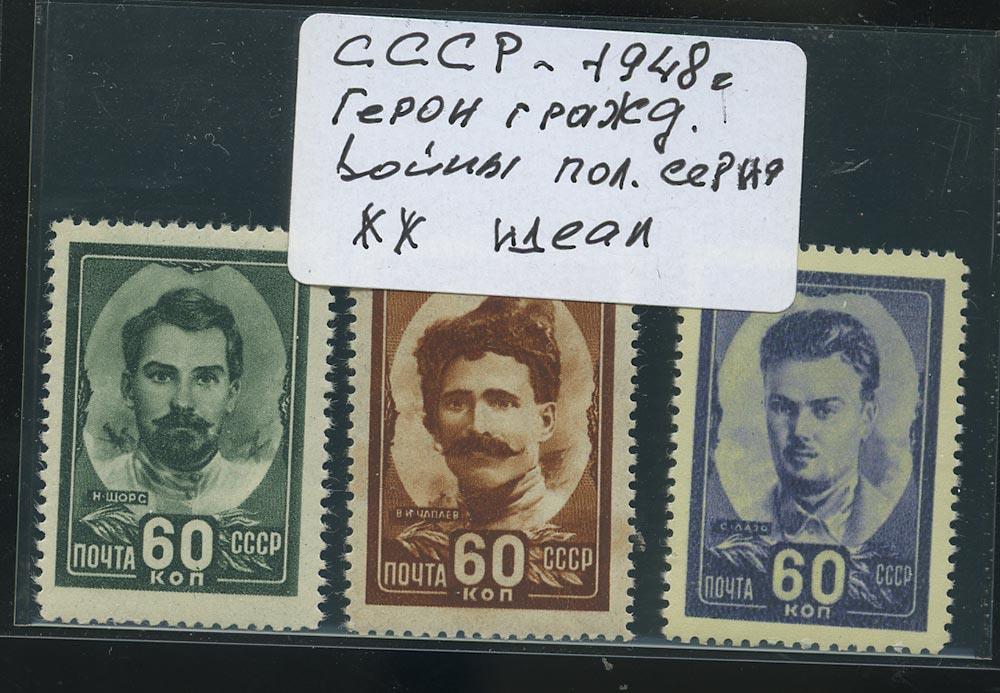 СССР - 1948г
Герои гражд.
Войны пол. серия
ХХ идеал
Н·ЩОРС
ПОЧТА 60 СССР
КОП
В·И·ЧАПАЕВ
ПОЧТА 60 СССР
КОП
С·ЛАЗО
ПОЧТА 60 СССР
КОП